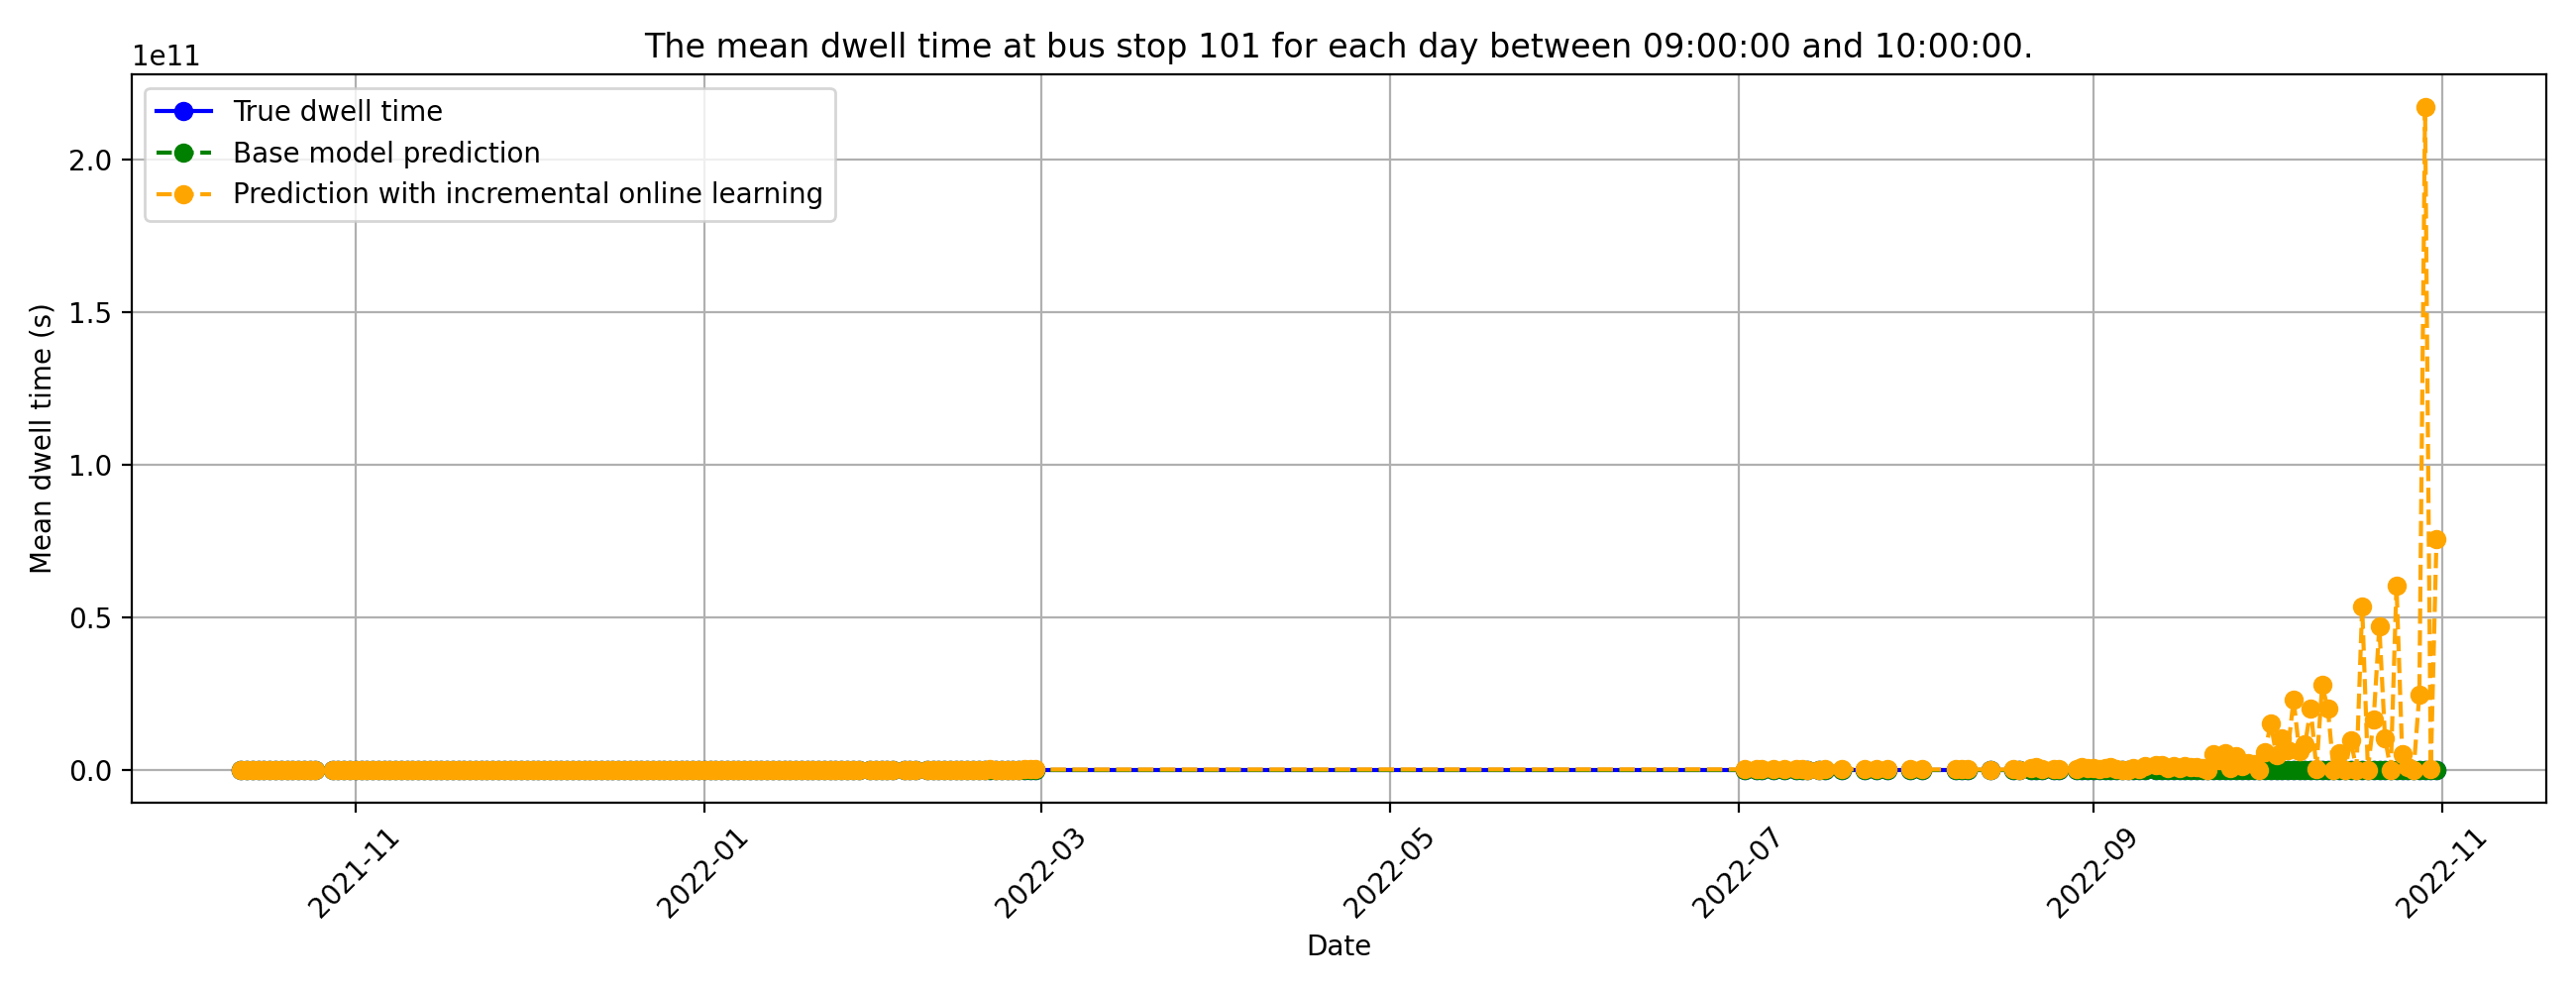 The mean dwell time at bus stop 101 for each day between 09:00:00 and 10:00:00.
1e11
True dwell time
Base model prediction
Prediction with incremental online learning
Mean dwell time (s)
2.0
1.5
1.0
0.5
0.0
2021-11
2022-01
2022-03
2022-05
2022-07
2022-09
2022-11
Date